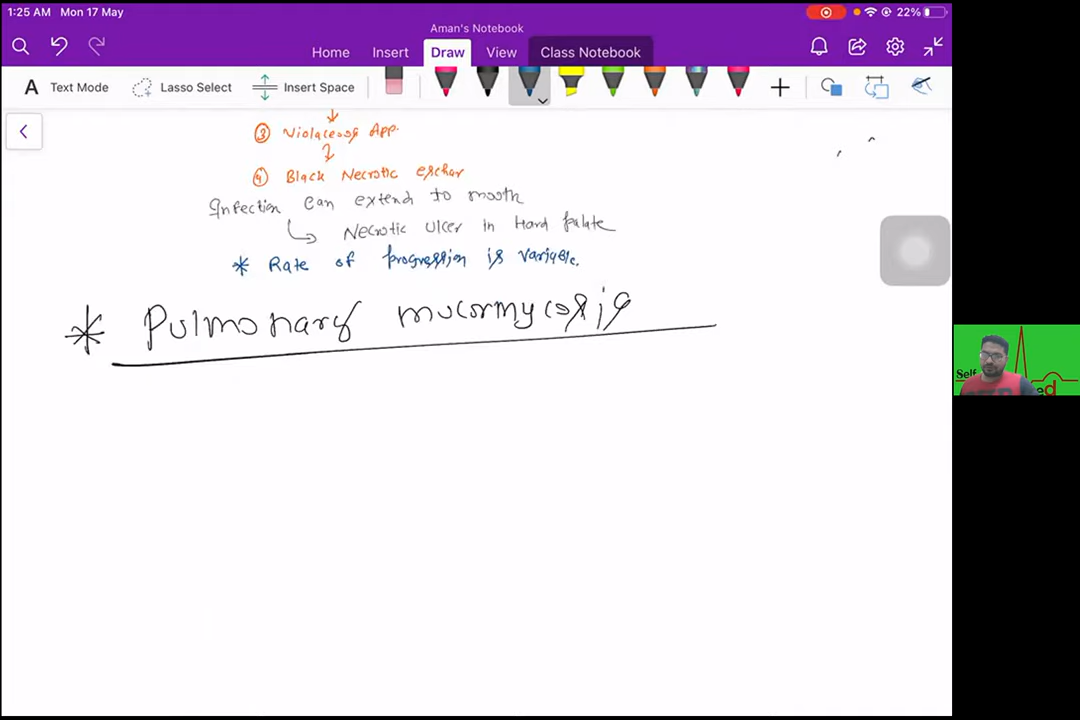 1:25 AM Mon 17 May 22%
Aman's Notebook
Home Insert Draw View Class Notebook
A Text Mode Lasso Select Insert Space
③ Violaceous App.
④ Black Necrotic eschar
Infection can extend to mouth
Necrotic Ulcer in Hard Palate
* Rate of progression is variable.
* Pulmonary mucormycosis
Self
ed